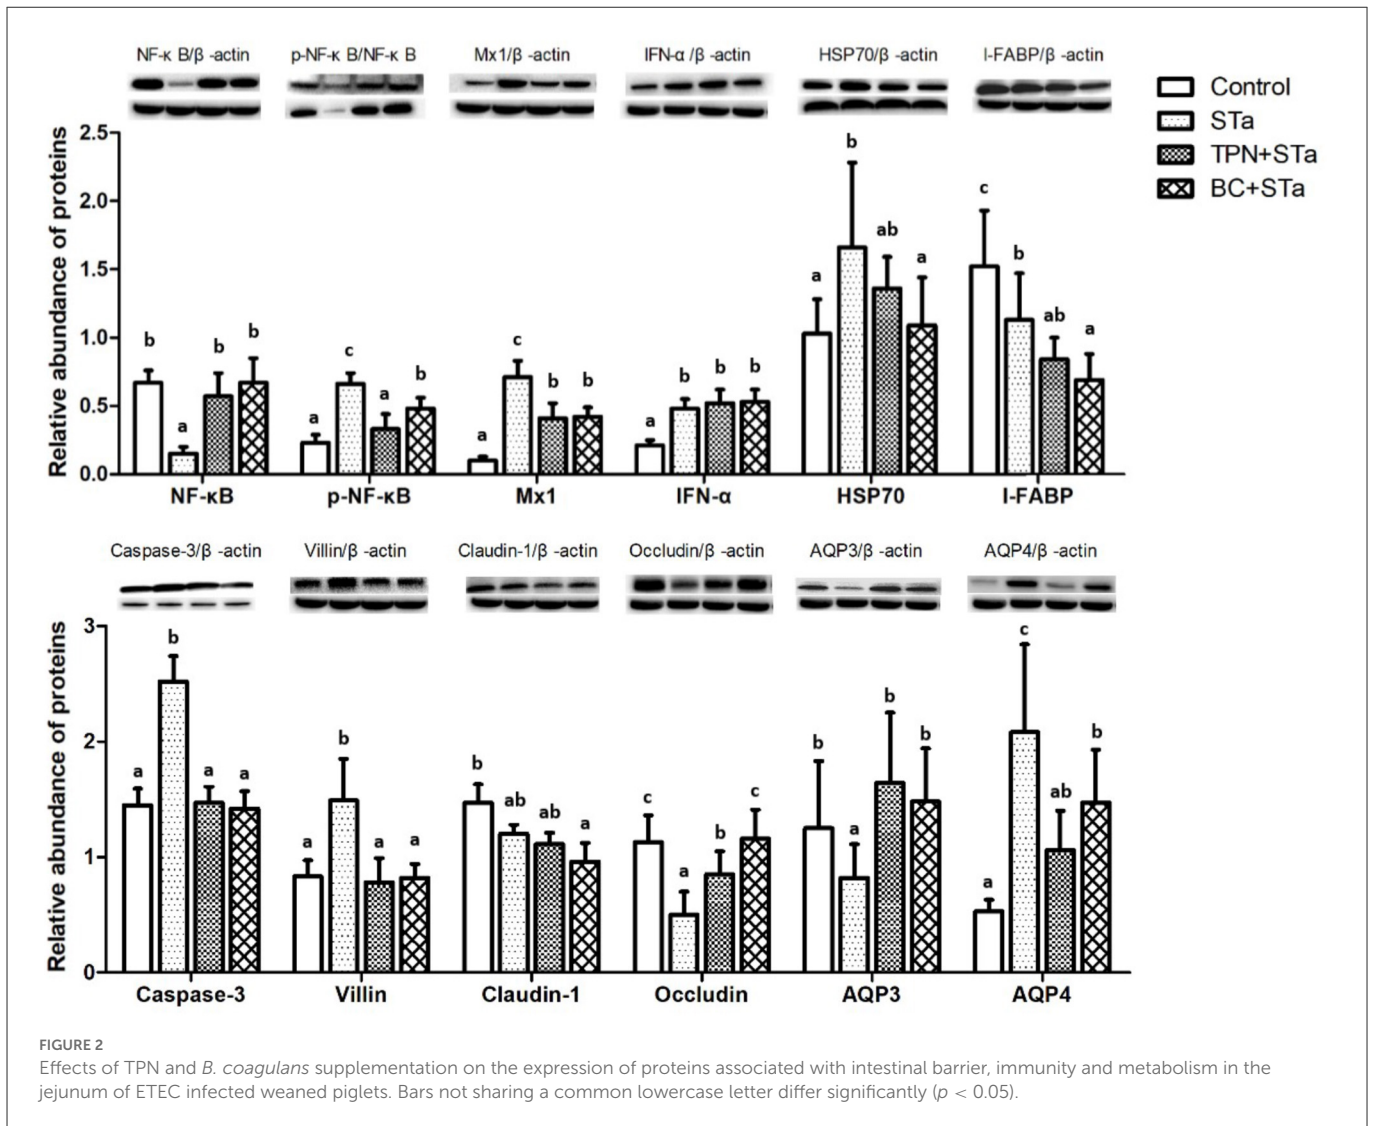 NF-κ B/β -actin p-NF-κ B/NF-κ B Mx1/β -actin IFN-α /β -actin HSP70/β -actin I-FABP/β -actin
Control
STa
TPN+STa
BC+STa
Relative abundance of proteins
2.5
2.0
1.5
1.0
0.5
0.0
b a b b
a c a b
a c b b
a b b b
a b ab a
c b ab a
NF-κB p-NF-κB Mx1 IFN-α HSP70 I-FABP
Caspase-3/β -actin Villin/β -actin Claudin-1/β -actin Occludin/β -actin AQP3/β -actin AQP4/β -actin
Relative abundance of proteins
3
2
1
0
a b a a
a b a a
b ab ab a
c a b c
b a b b
a c ab b
Caspase-3 Villin Claudin-1 Occludin AQP3 AQP4
FIGURE 2
Effects of TPN and B. coagulans supplementation on the expression of proteins associated with intestinal barrier, immunity and metabolism in the
jejunum of ETEC infected weaned piglets. Bars not sharing a common lowercase letter differ significantly (p < 0.05).